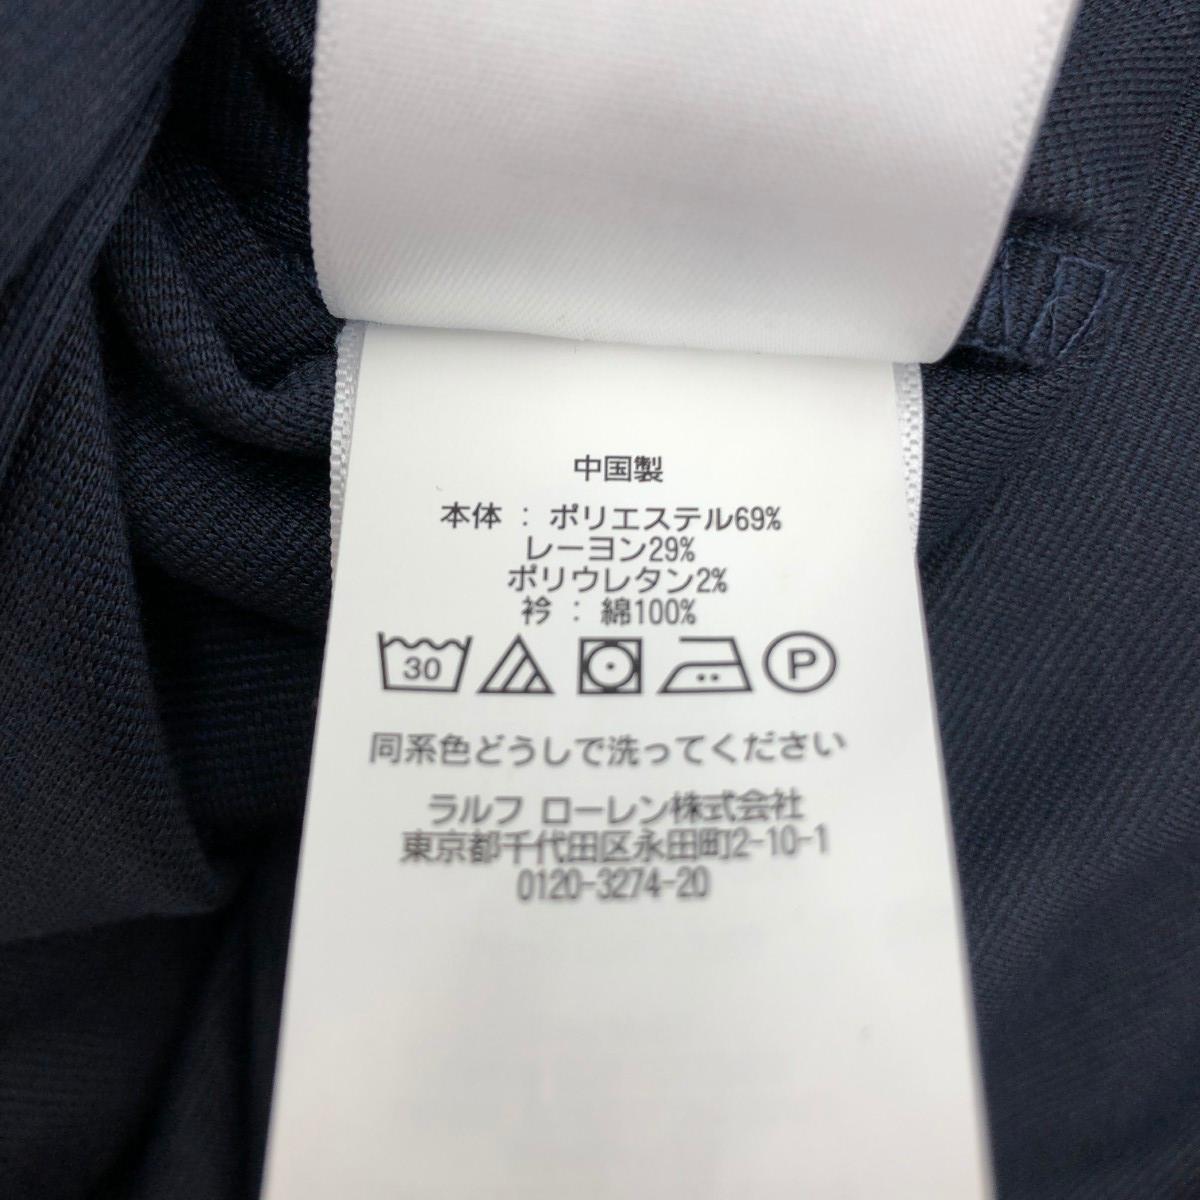 中国製
本体 : ポリエステル69%
レーヨン29%
ポリウレタン2%
衿 : 綿100%
30 P
同系色どうしで洗ってください
ラルフ ローレン株式会社
東京都千代田区永田町2-10-1
0120-3274-20